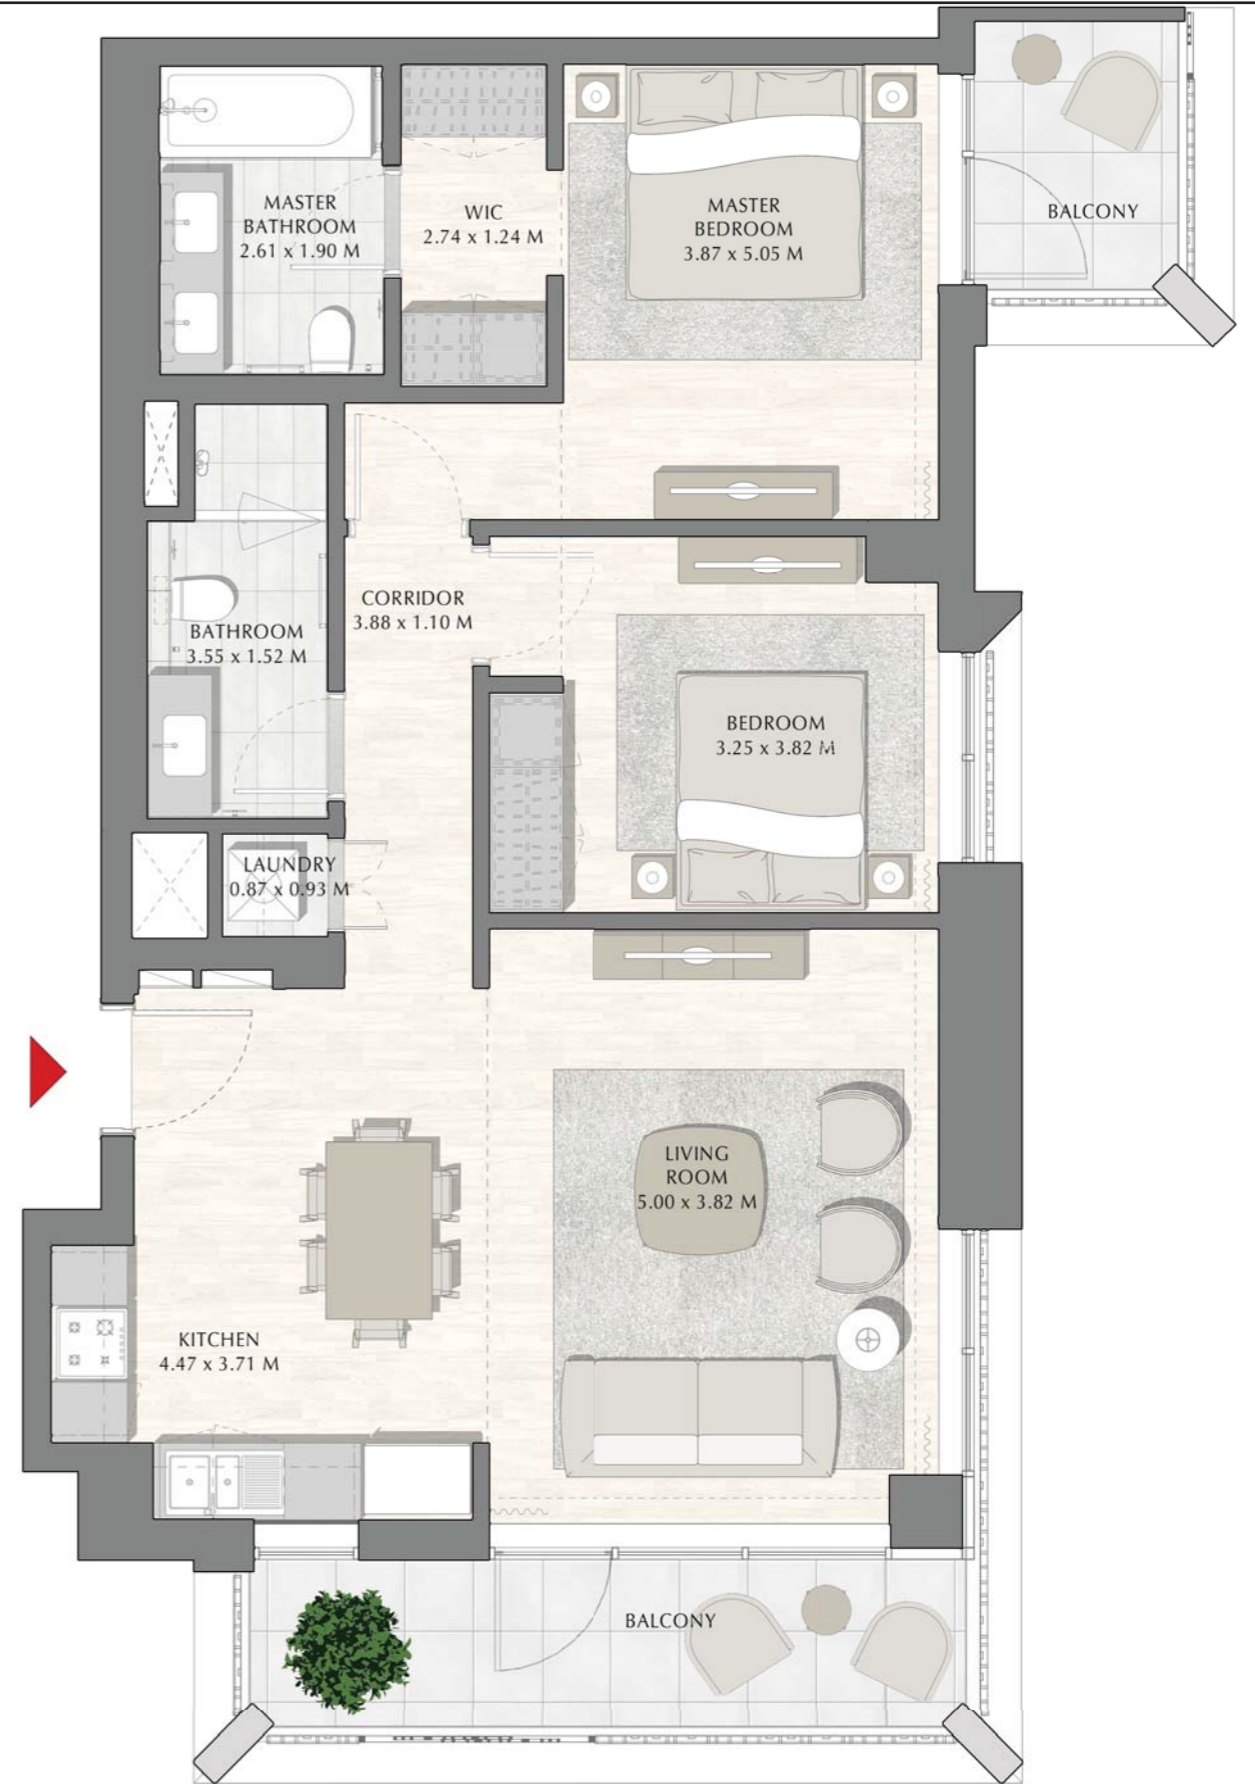 MASTER
BATHROOM
2.61 x 1.90 M
WIC
2.74 x 1.24 M
MASTER
BEDROOM
3.87 x 5.05 M
BALCONY
CORRIDOR
3.88 x 1.10 M
BATHROOM
3.55 x 1.52 M
BEDROOM
3.25 x 3.82 M
LAUNDRY
0.87 x 0.93 M
LIVING
ROOM
5.00 x 3.82 M
KITCHEN
4.47 x 3.71 M
BALCONY